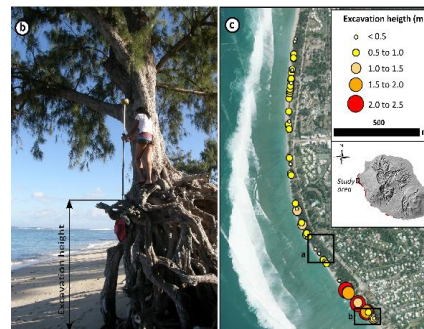 b
Excavation height
c
Excavation heigth (m
< 0.5
0.5 to 1.0
1.0 to 1.5
1.5 to 2.0
2.0 to 2.5
500
Study
area
a
b